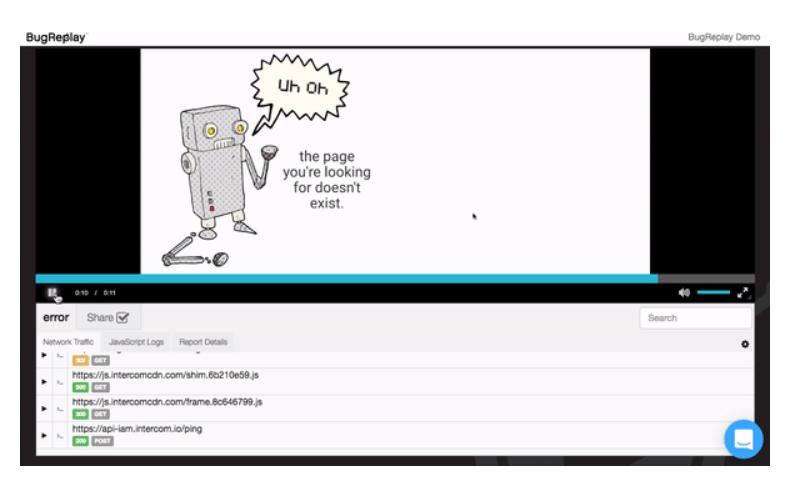 BugReplay
BugReplay Demo
Uh Oh
the page
you're looking
for doesn't
exist.
0:10 / 0:11
error
Share
Search
Network Traffic
JavaScript Logs
Report Details
302 GET
https://js.intercomcdn.com/shim.6b210e59.js
200 GET
https://js.intercomcdn.com/frame.8c646799.js
200 GET
https://api-iam.intercom.io/ping
200 POST